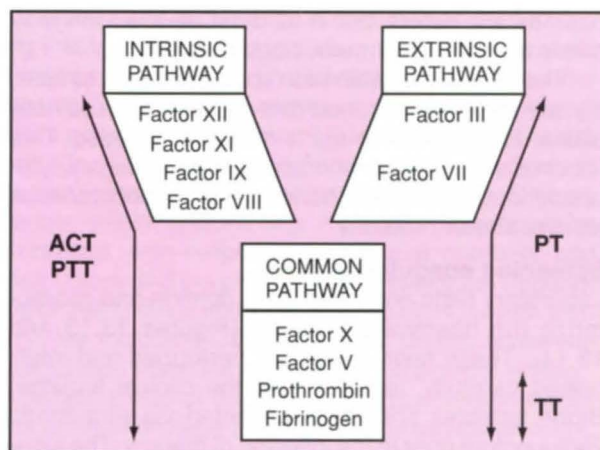 INTRINSIC
PATHWAY
Factor XII
Factor XI
Factor IX
Factor VIII
EXTRINSIC
PATHWAY
Factor III
Factor VII
ACT
PTT
PT
COMMON
PATHWAY
Factor X
Factor V
Prothrombin
Fibrinogen
TT